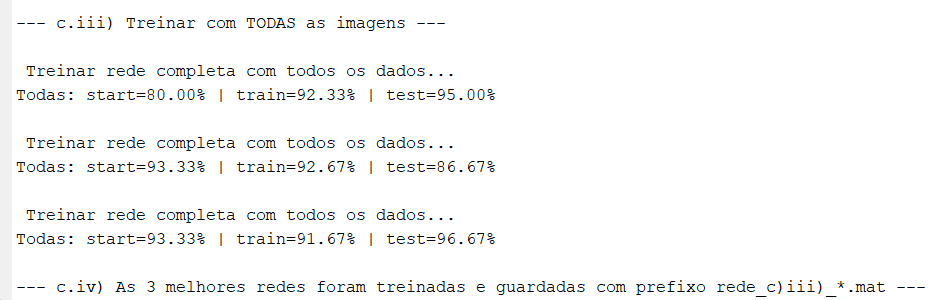 --- c.iii) Treinar com TODAS as imagens ---
Treinar rede completa com todos os dados...
Todas: start=80.00% | train=92.33% | test=95.00%
Treinar rede completa com todos os dados...
Todas: start=93.33% | train=92.67% | test=86.67%
Treinar rede completa com todos os dados...
Todas: start=93.33% | train=91.67% | test=96.67%
--- c.iv) As 3 melhores redes foram treinadas e guardadas com prefixo rede_c)iii)_*.mat ---